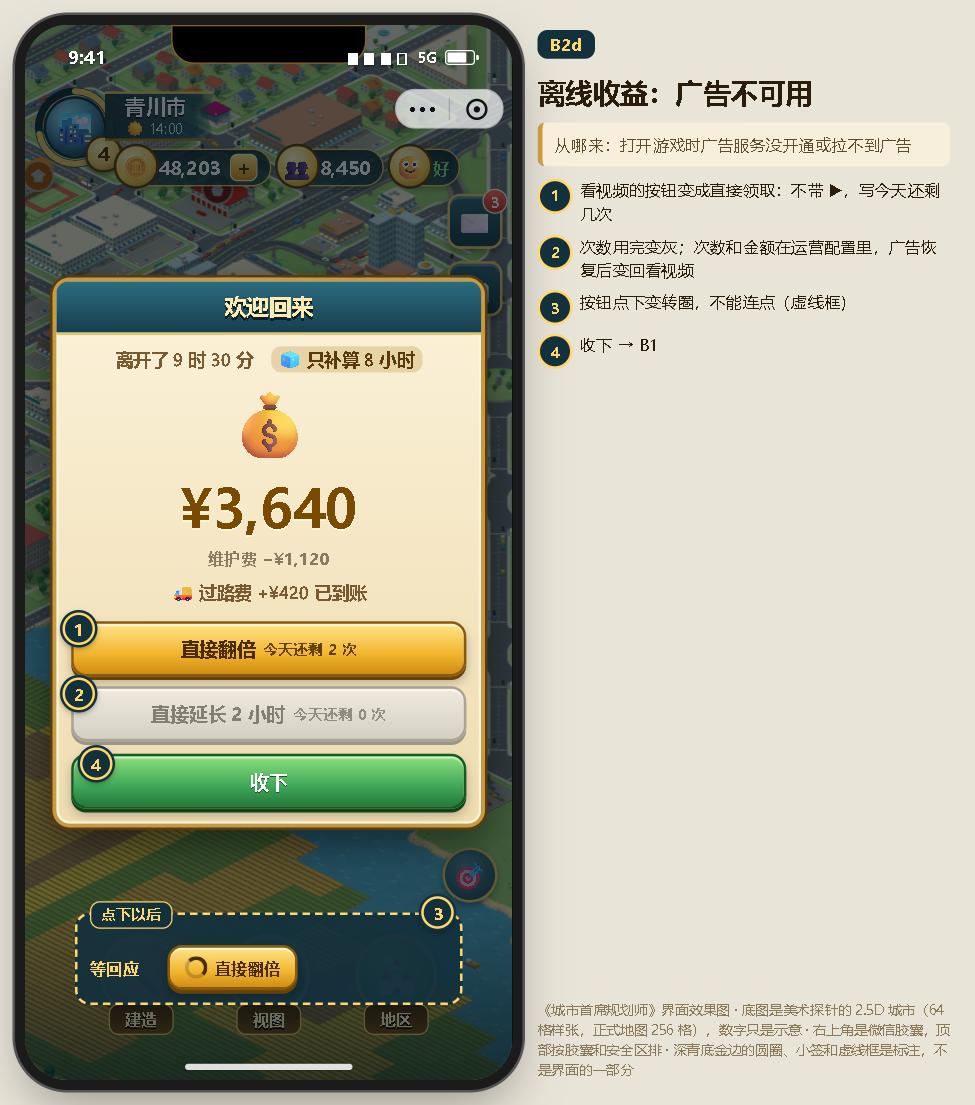 9:41
5G
青川市
14:00
4
48,203 +
8,450
好
3
欢迎回来
离开了 9 时 30 分 只补算 8 小时
¥3,640
维护费 −¥1,120
过路费 +¥420 已到账
1
直接翻倍 今天还剩 2 次
2
直接延长 2 小时 今天还剩 0 次
4
收下
点下以后
3
等回应
直接翻倍
建造
视图
地区
B2d
离线收益：广告不可用
从哪来：打开游戏时广告服务没开通或拉不到广告
1 看视频的按钮变成直接领取：不带 ▶，写今天还剩
几次
2 次数用完变灰；次数和金额在运营配置里，广告恢
复后变回看视频
3 按钮点下变转圈，不能连点（虚线框）
4 收下 → B1
《城市首席规划师》界面效果图 · 底图是美术探针的 2.5D 城市（64
格样张，正式地图 256 格），数字只是示意 · 右上角是微信胶囊，顶
部按胶囊和安全区排 · 深青底金边的圆圈、小签和虚线框是标注，不
是界面的一部分